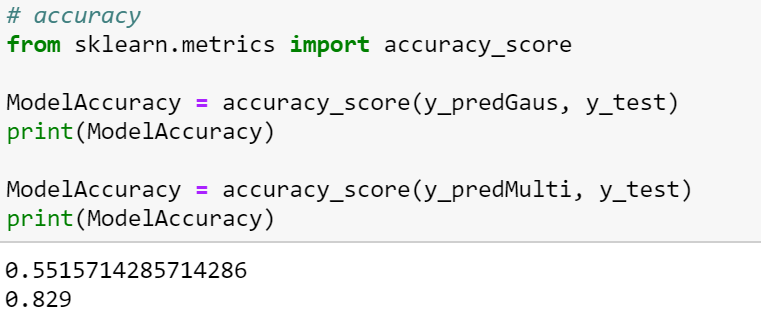 # accuracy
from sklearn.metrics import accuracy_score
ModelAccuracy = accuracy_score(y_predGaus, y_test)
print(ModelAccuracy)
ModelAccuracy = accuracy_score(y_predMulti, y_test)
print(ModelAccuracy)
0.5515714285714286
0.829